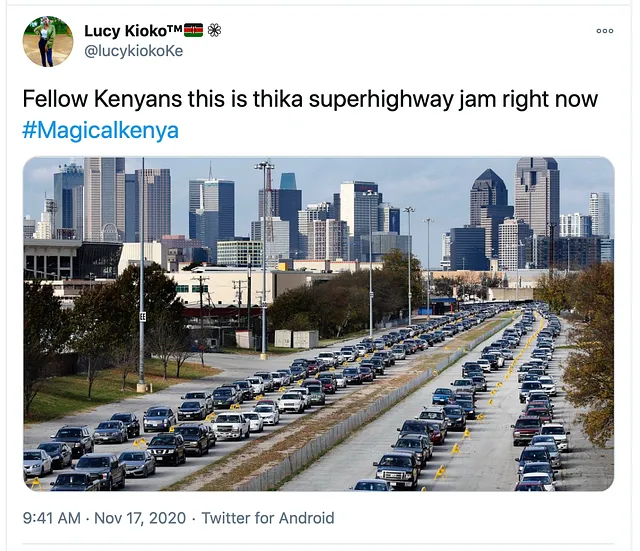 Lucy Kioko™🇰🇪
@lucykiokoKe
Fellow Kenyans this is thika superhighway jam right now
#Magicalkenya
EE
9:41 AM · Nov 17, 2020 · Twitter for Android